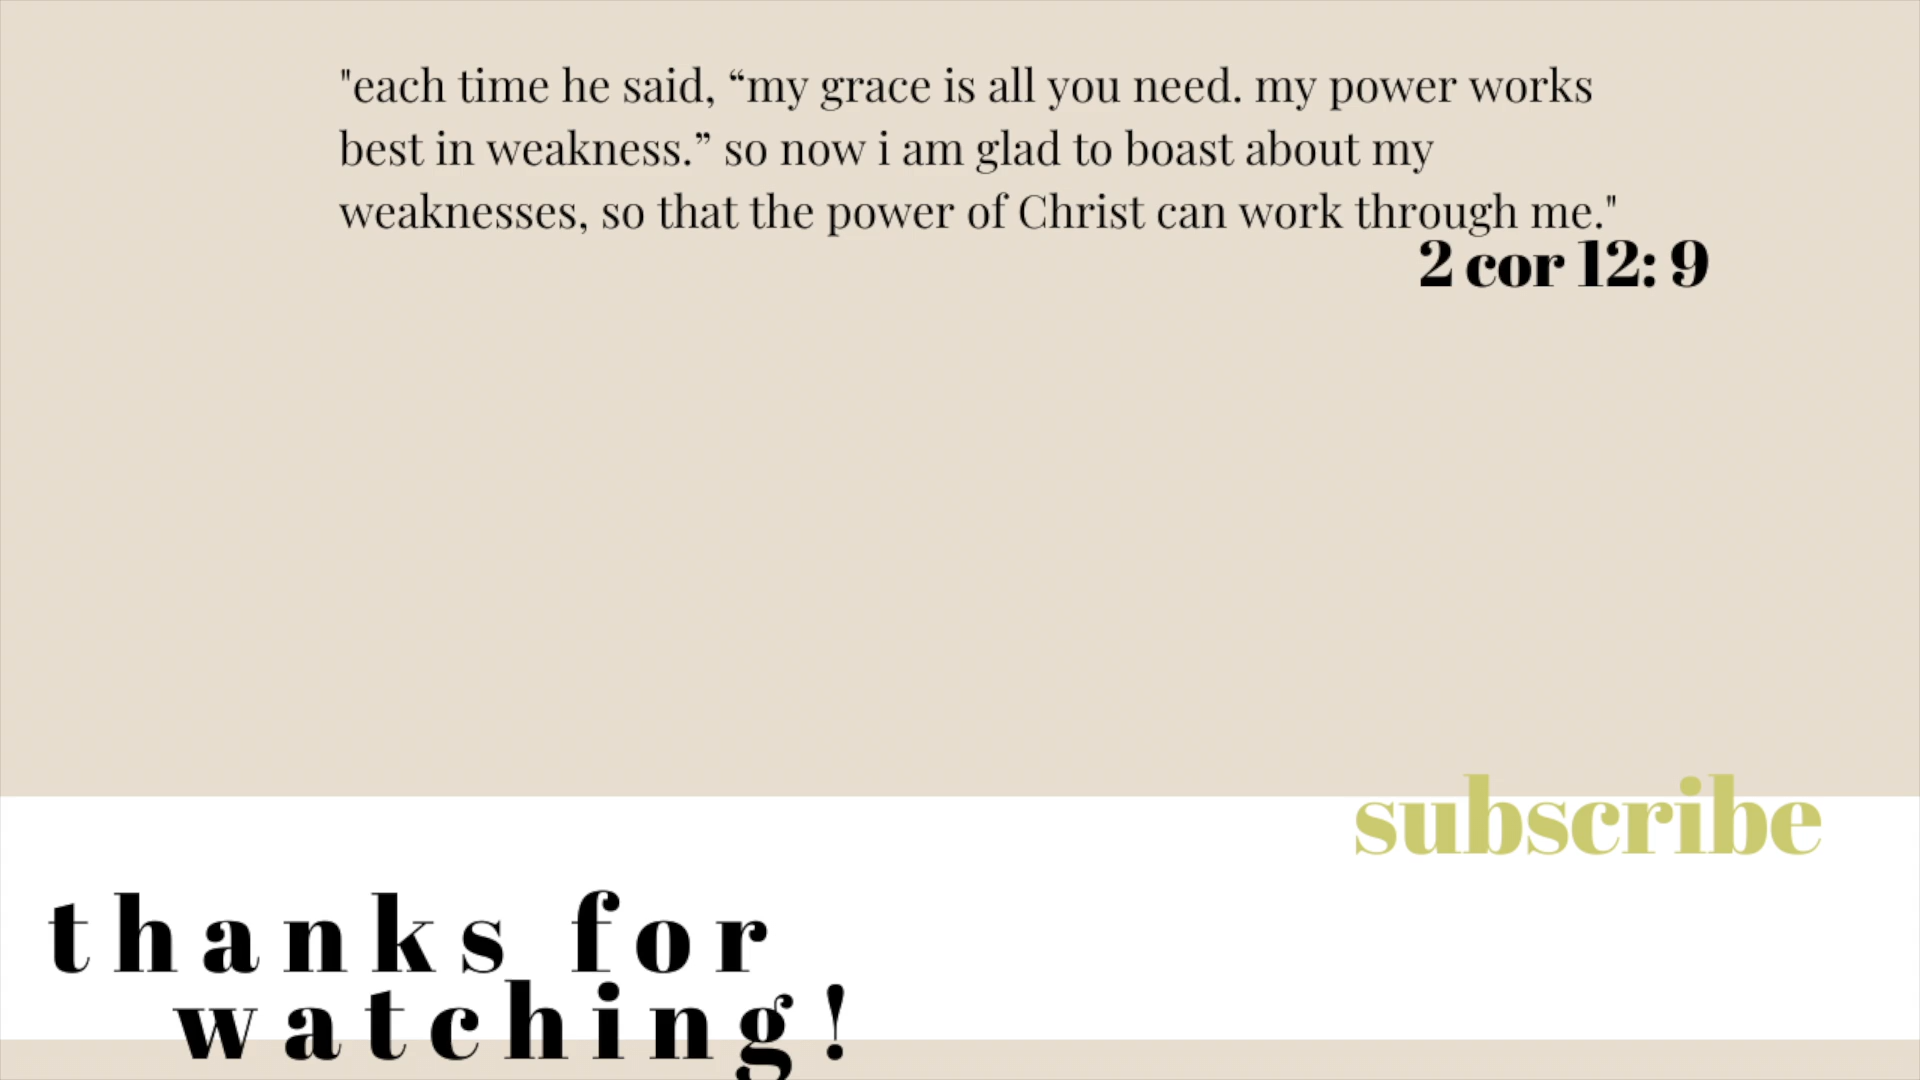 "each time he said, “my grace is all you need. my power works
best in weakness.” so now i am glad to boast about my
weaknesses, so that the power of Christ can work through me."
2 cor 12: 9
subscribe
thanks for
watching!